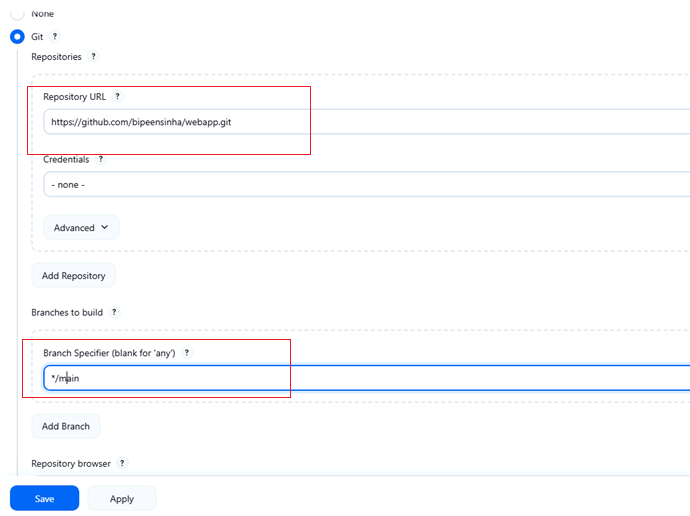 None
Git ?
Repositories ?
Repository URL ?
https://github.com/bipeensinha/webapp.git
Credentials ?
- none -
Advanced
Add Repository
Branches to build ?
Branch Specifier (blank for 'any') ?
*/main
Add Branch
Repository browser ?
Save Apply